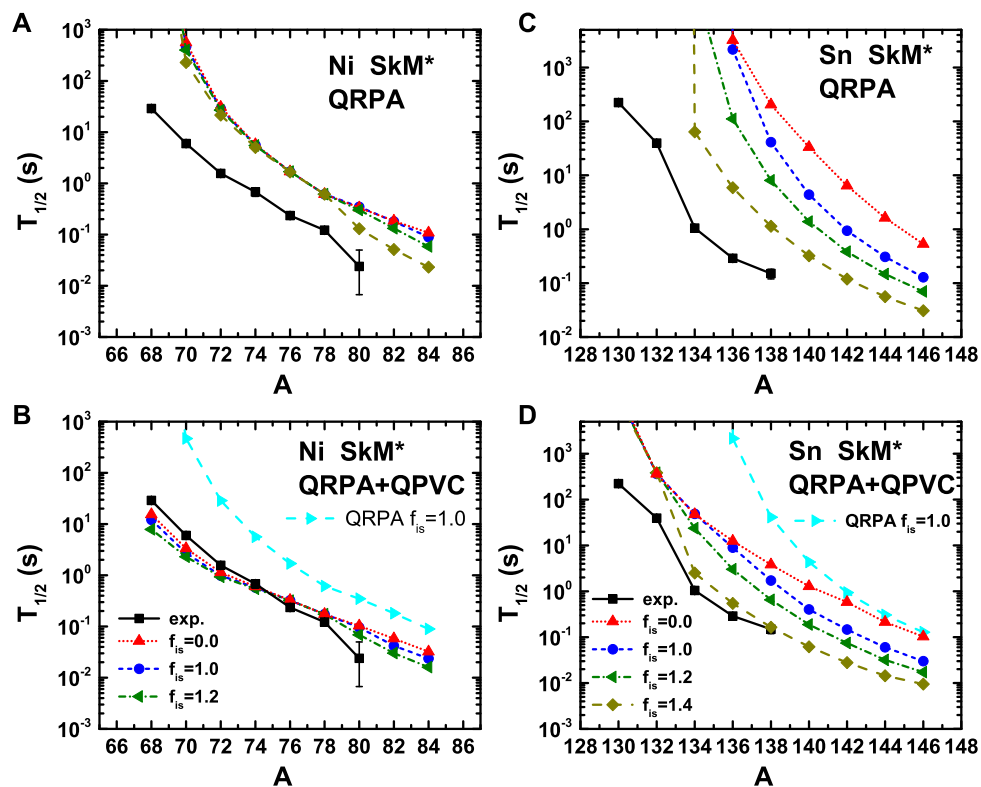 A
Ni SkM*
QRPA
T1/2 (s)
10^3
10^2
10^1
10^0
10^-1
10^-2
10^-3
66 68 70 72 74 76 78 80 82 84 86
A
C
Sn SkM*
QRPA
T1/2 (s)
10^3
10^2
10^1
10^0
10^-1
10^-2
128 130 132 134 136 138 140 142 144 146 148
A
B
Ni SkM*
QRPA+QPVC
QRPA fis=1.0
exp.
fis=0.0
fis=1.0
fis=1.2
T1/2 (s)
10^3
10^2
10^1
10^0
10^-1
10^-2
10^-3
66 68 70 72 74 76 78 80 82 84 86
A
D
Sn SkM*
QRPA+QPVC
QRPA fis=1.0
exp.
fis=0.0
fis=1.0
fis=1.2
fis=1.4
T1/2 (s)
10^3
10^2
10^1
10^0
10^-1
10^-2
10^-3
128 130 132 134 136 138 140 142 144 146 148
A